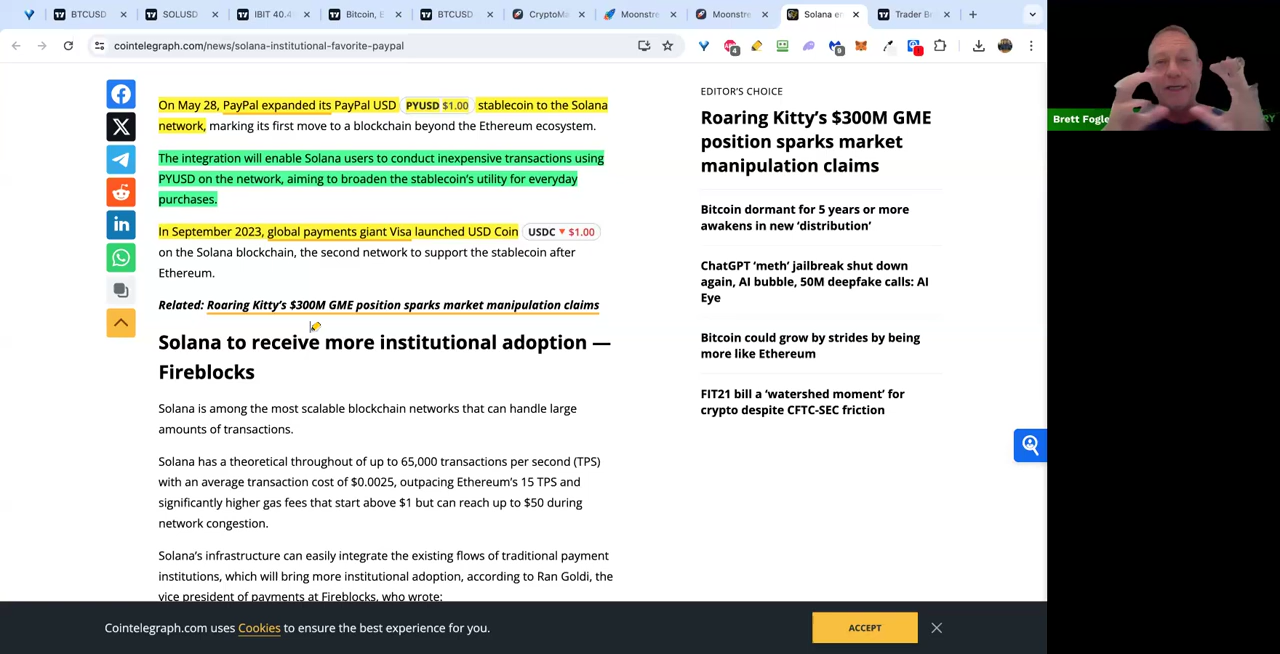 BTCUSD
SOLUSD
IBIT 40.4
Bitcoin, E
BTCUSD
CryptoMa
Moonstre
Moonstre
Solana en
Trader Br
cointelegraph.com/news/solana-institutional-favorite-paypal
4
9
1
On May 28, PayPal expanded its PayPal USD PYUSD $1.00 stablecoin to the Solana
network, marking its first move to a blockchain beyond the Ethereum ecosystem.
The integration will enable Solana users to conduct inexpensive transactions using
PYUSD on the network, aiming to broaden the stablecoin’s utility for everyday
purchases.
In September 2023, global payments giant Visa launched USD Coin USDC ▼ $1.00
on the Solana blockchain, the second network to support the stablecoin after
Ethereum.
Related: Roaring Kitty’s $300M GME position sparks market manipulation claims
Solana to receive more institutional adoption —
Fireblocks
Solana is among the most scalable blockchain networks that can handle large
amounts of transactions.
Solana has a theoretical throughout of up to 65,000 transactions per second (TPS)
with an average transaction cost of $0.0025, outpacing Ethereum’s 15 TPS and
significantly higher gas fees that start above $1 but can reach up to $50 during
network congestion.
Solana’s infrastructure can easily integrate the existing flows of traditional payment
institutions, which will bring more institutional adoption, according to Ran Goldi, the
vice president of payments at Fireblocks, who wrote:
EDITOR’S CHOICE
Roaring Kitty’s $300M GME
position sparks market
manipulation claims
Bitcoin dormant for 5 years or more
awakens in new ‘distribution’
ChatGPT ‘meth’ jailbreak shut down
again, AI bubble, 50M deepfake calls: AI
Eye
Bitcoin could grow by strides by being
more like Ethereum
FIT21 bill a ‘watershed moment’ for
crypto despite CFTC-SEC friction
Brett Fogle
RY
Cointelegraph.com uses Cookies to ensure the best experience for you.
ACCEPT